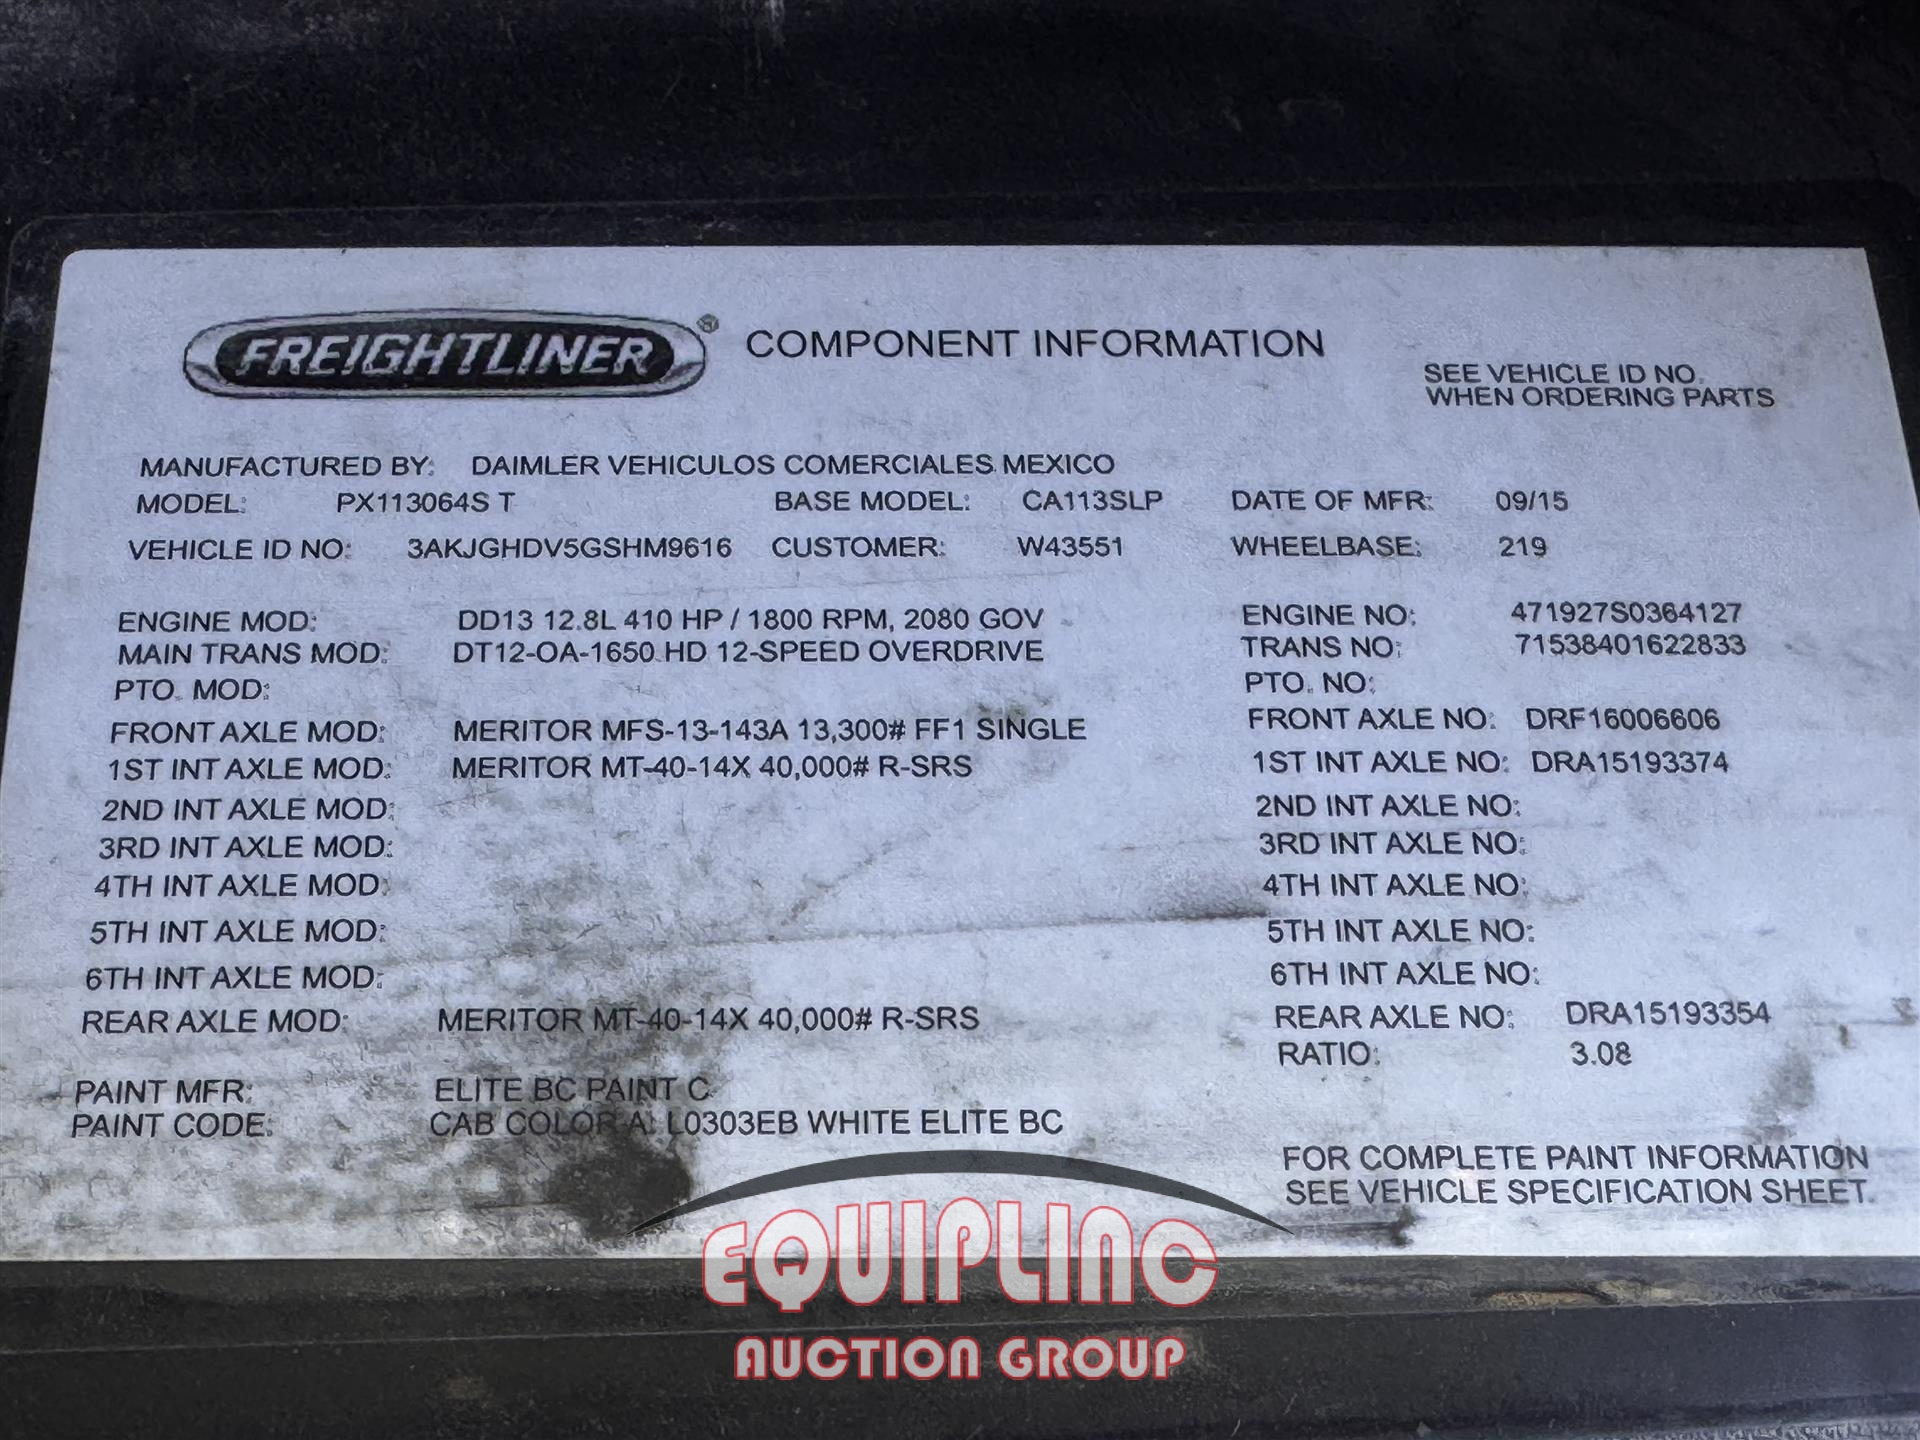 FREIGHTLINER® COMPONENT INFORMATION
SEE VEHICLE ID NO.
WHEN ORDERING PARTS
MANUFACTURED BY: DAIMLER VEHICULOS COMERCIALES MEXICO
MODEL: PX113064S T BASE MODEL: CA113SLP DATE OF MFR: 09/15
VEHICLE ID NO: 3AKJGHDV5GSHM9616 CUSTOMER: W43551 WHEELBASE: 219
ENGINE MOD: DD13 12.8L 410 HP / 1800 RPM, 2080 GOV ENGINE NO: 471927S0364127
MAIN TRANS MOD: DT12-OA-1650 HD 12-SPEED OVERDRIVE TRANS NO: 71538401622833
PTO. MOD: PTO. NO:
FRONT AXLE MOD: MERITOR MFS-13-143A 13,300# FF1 SINGLE FRONT AXLE NO: DRF16006606
1ST INT AXLE MOD: MERITOR MT-40-14X 40,000# R-SRS 1ST INT AXLE NO: DRA15193374
2ND INT AXLE MOD: 2ND INT AXLE NO:
3RD INT AXLE MOD: 3RD INT AXLE NO:
4TH INT AXLE MOD: 4TH INT AXLE NO:
5TH INT AXLE MOD: 5TH INT AXLE NO:
6TH INT AXLE MOD: 6TH INT AXLE NO:
REAR AXLE MOD: MERITOR MT-40-14X 40,000# R-SRS REAR AXLE NO: DRA15193354
RATIO: 3.08
PAINT MFR: ELITE BC PAINT C.
PAINT CODE: CAB COLOR A: L0303EB WHITE ELITE BC
FOR COMPLETE PAINT INFORMATION
SEE VEHICLE SPECIFICATION SHEET.
EQUIPLINC
AUCTION GROUP